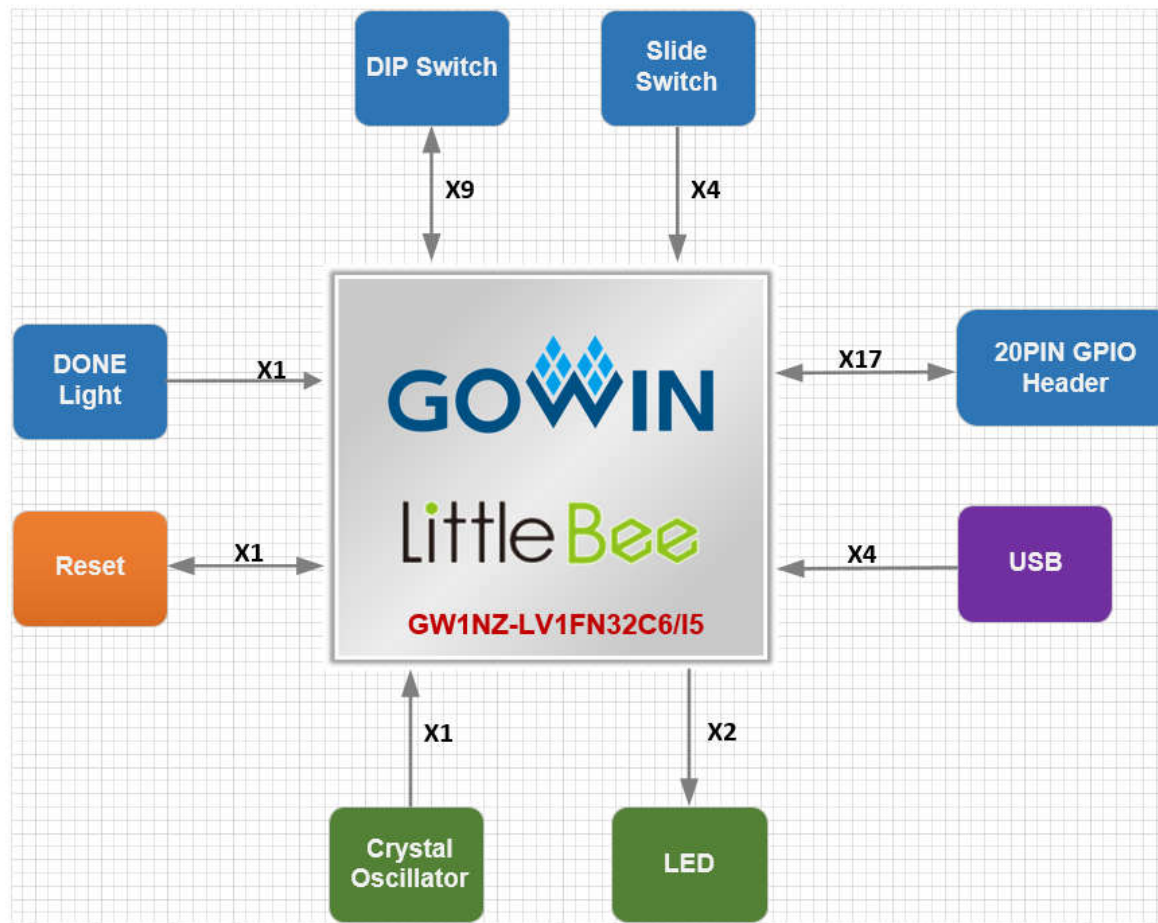 DIP Switch
Slide
Switch
X9
X4
DONE
Light
X1
GOWIN
X17
20PIN GPIO
Header
LittleBee
Reset
X1
X4
USB
GW1NZ-LV1FN32C6/I5
X1
X2
Crystal
Oscillator
LED